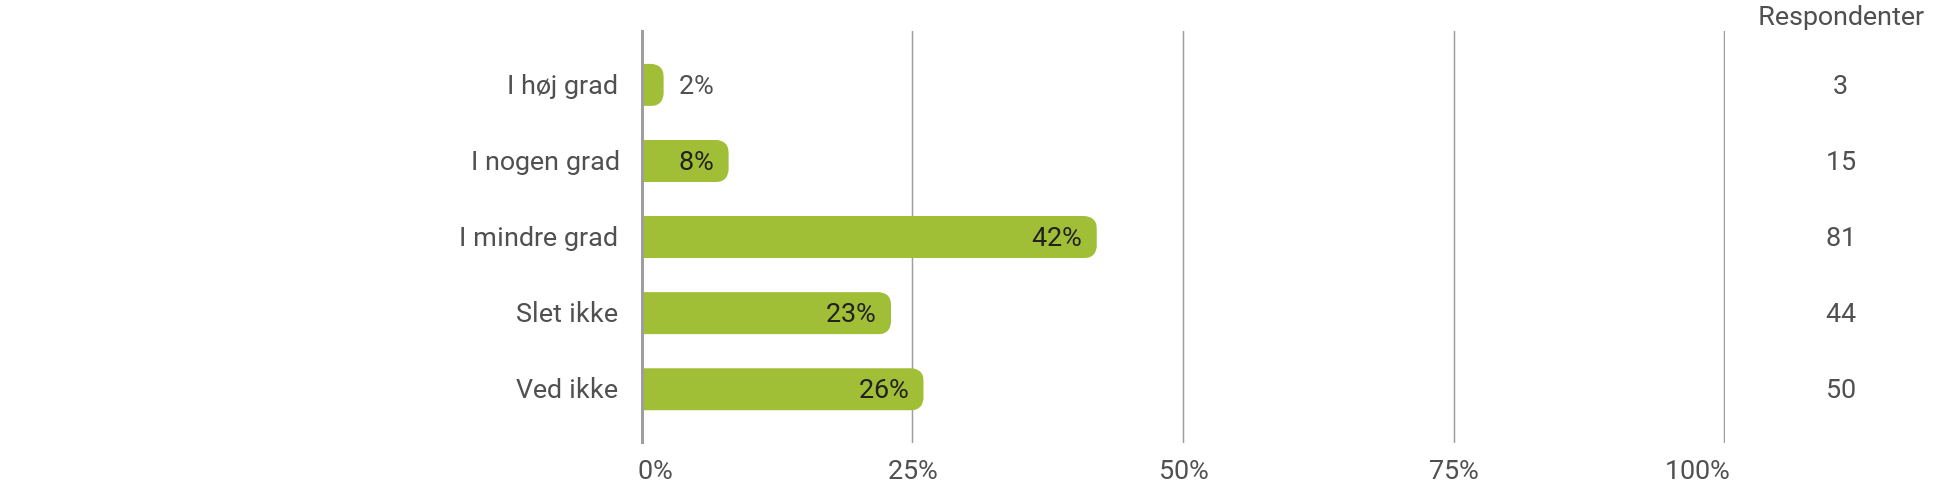 Respondenter
I høj grad 2% 3
I nogen grad 8% 15
I mindre grad 42% 81
Slet ikke 23% 44
Ved ikke 26% 50
0% 25% 50% 75% 100%